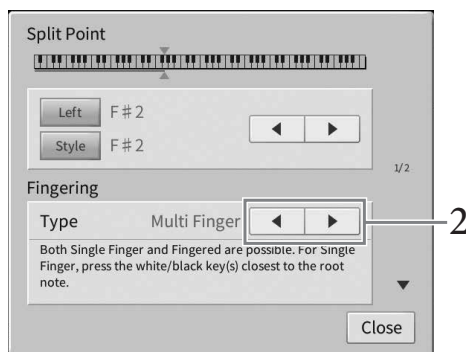 Split Point
Left F♯2
Style F♯2
1/2
Fingering
Type Multi Finger
2
Both Single Finger and Fingered are possible. For Single
Finger, press the white/black key(s) closest to the root
note.
Close